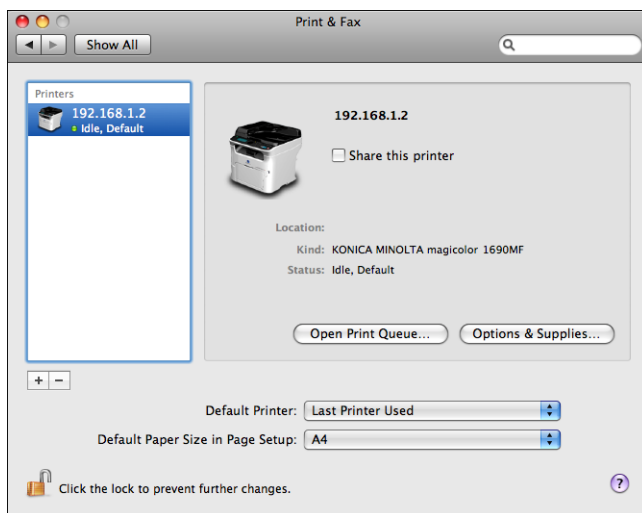 Print & Fax
Show All
Printers
192.168.1.2
Idle, Default
192.168.1.2
Share this printer
Location:
Kind: KONICA MINOLTA magicolor 1690MF
Status: Idle, Default
Open Print Queue...
Options & Supplies...
+ −
Default Printer: Last Printer Used
Default Paper Size in Page Setup: A4
Click the lock to prevent further changes.
?